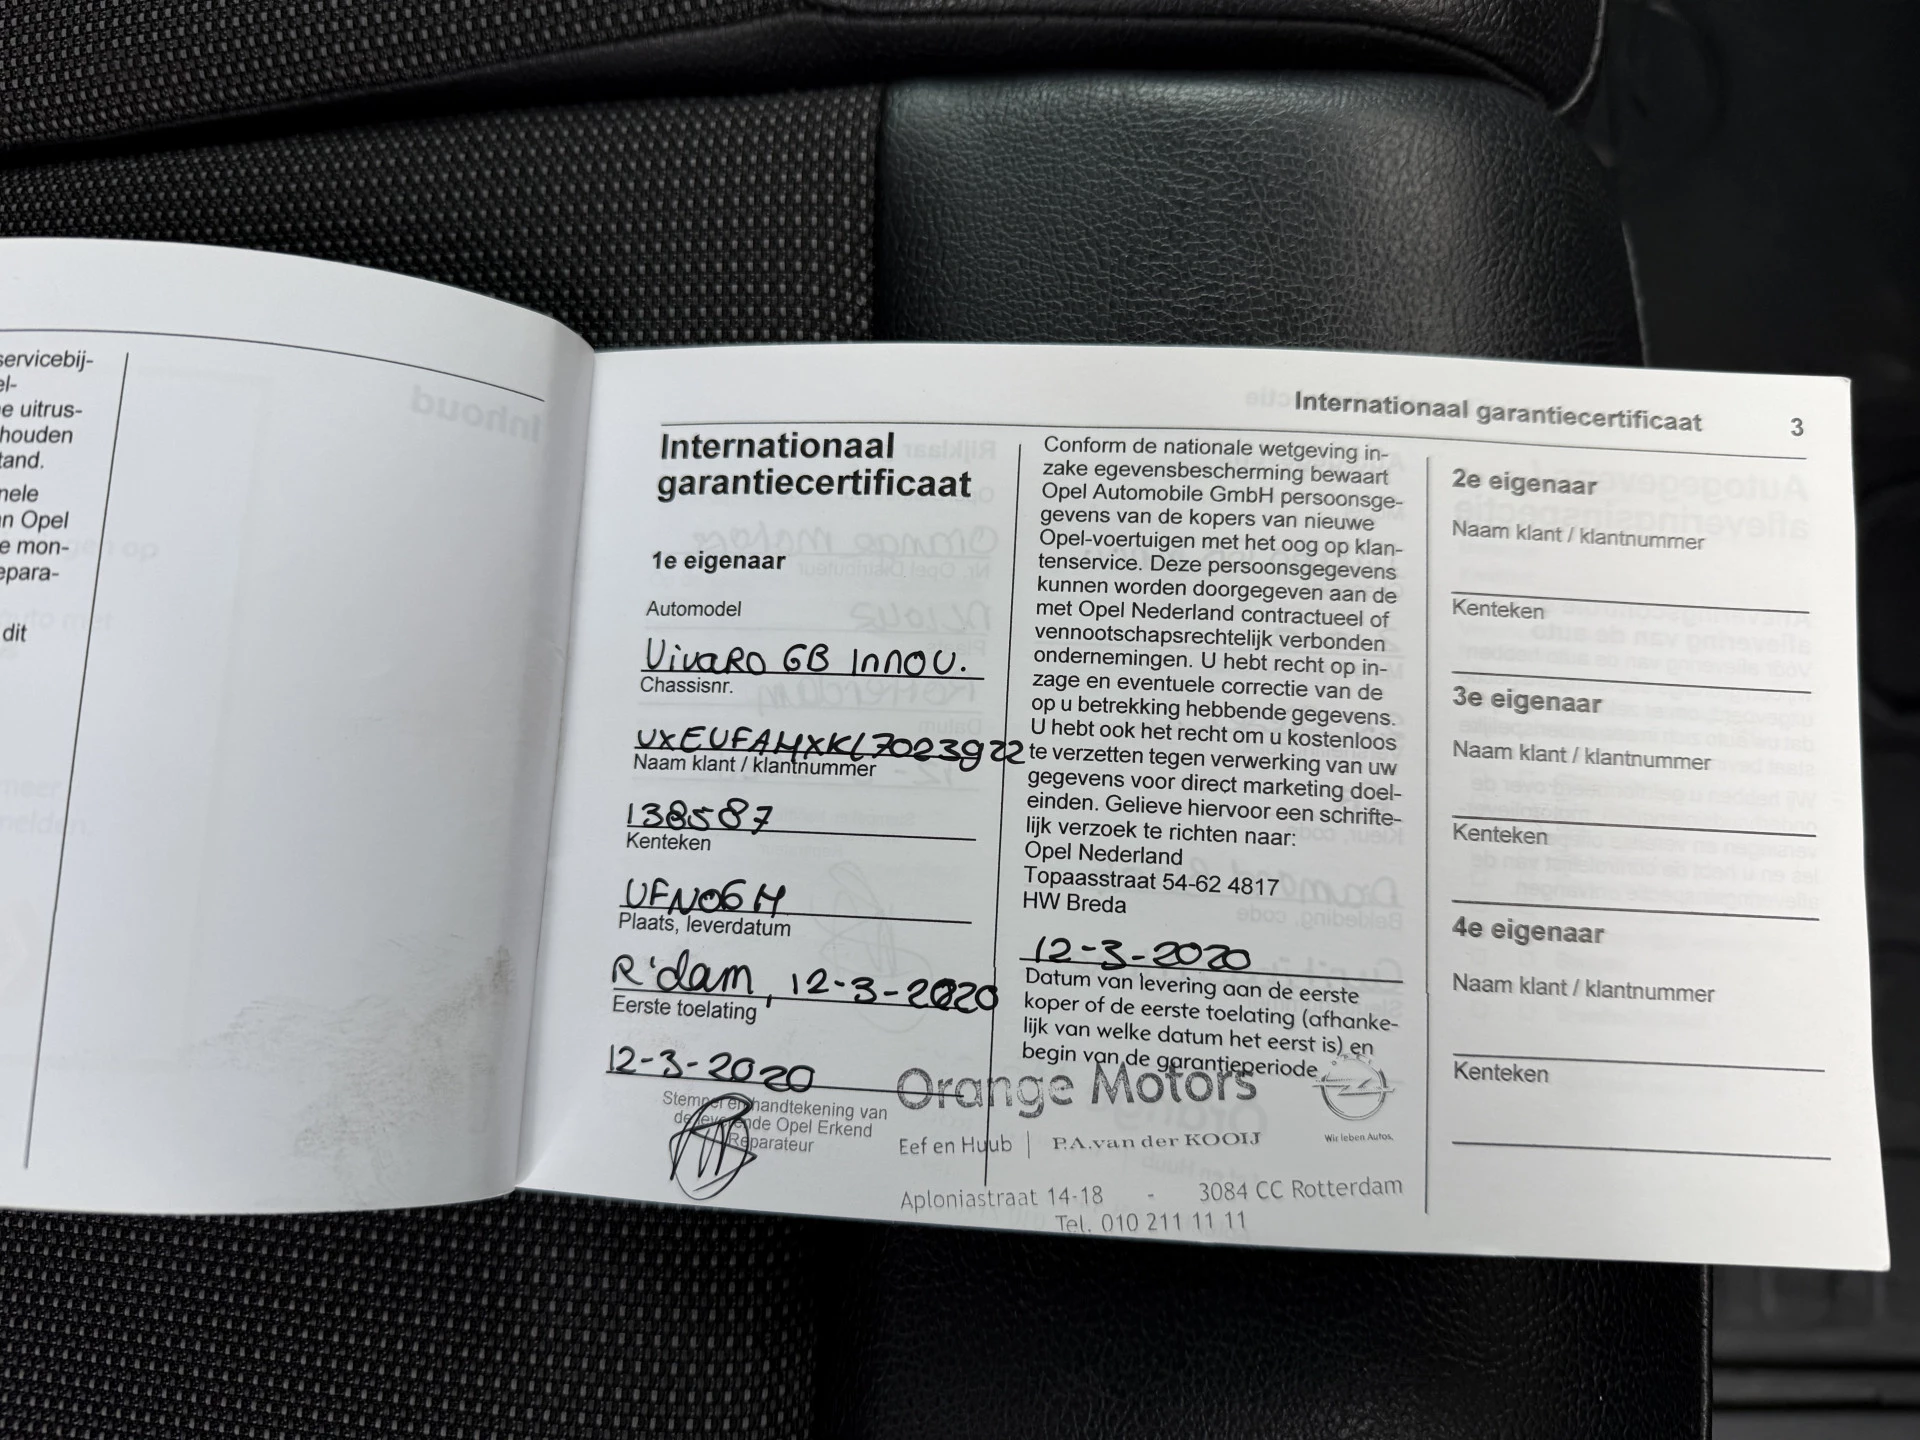 servicebij-
el-
e uitrus-
houden
tand.
nele
n Opel
e mon-
epara-
dit
Internationaal garantiecertificaat 3
Internationaal
garantiecertificaat
1e eigenaar
Automodel
Vivaro GB Innov.
Chassisnr.
VXEVFAHXKL7023922
Naam klant / klantnummer
138587
Kenteken
VFN06H
Plaats, leverdatum
R'dam, 12-3-2020
Eerste toelating
12-3-2020
Stempel en handtekening van
de leverende Opel Erkend
Reparateur
Conform de nationale wetgeving in-
zake egevensbescherming bewaart
Opel Automobile GmbH persoonsge-
gevens van de kopers van nieuwe
Opel-voertuigen met het oog op klan-
tenservice. Deze persoonsgegevens
kunnen worden doorgegeven aan de
met Opel Nederland contractueel of
vennootschapsrechtelijk verbonden
ondernemingen. U hebt recht op in-
zage en eventuele correctie van de
op u betrekking hebbende gegevens.
U hebt ook het recht om u kostenloos
te verzetten tegen verwerking van uw
gegevens voor direct marketing doel-
einden. Gelieve hiervoor een schrifte-
lijk verzoek te richten naar:
Opel Nederland
Topaasstraat 54-62 4817
HW Breda
12-3-2020
Datum van levering aan de eerste
koper of de eerste toelating (afhanke-
lijk van welke datum het eerst is) en
begin van de garantieperiode
Orange Motors
Eef en Huub | P.A. van der KOOIJ
Wir leben Autos.
Aploniastraat 14-18 - 3084 CC Rotterdam
Tel. 010 211 11 11
2e eigenaar
Naam klant / klantnummer
Kenteken
3e eigenaar
Naam klant / klantnummer
Kenteken
4e eigenaar
Naam klant / klantnummer
Kenteken